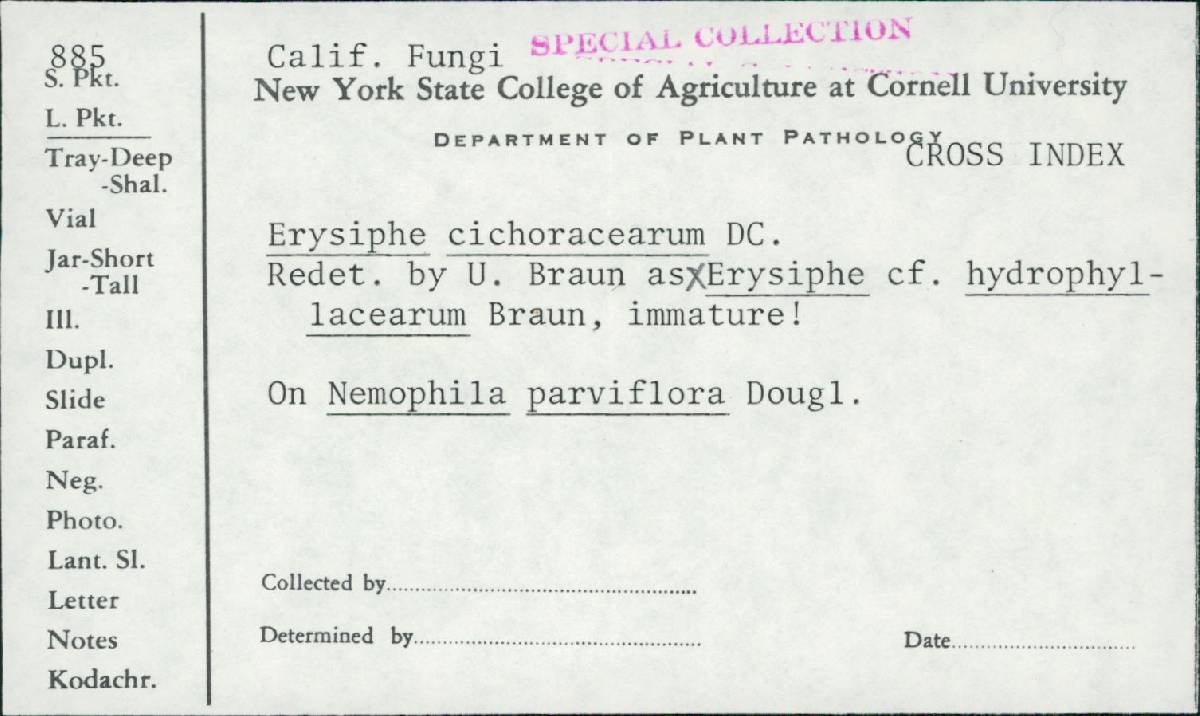 885
S. Pkt.
L. Pkt.
Tray-Deep
-Shal.
Vial
Jar-Short
-Tall
Ill.
Dupl.
Slide
Paraf.
Neg.
Photo.
Lant. Sl.
Letter
Notes
Kodachr.
Calif. Fungi SPECIAL COLLECTION
New York State College of Agriculture at Cornell University
DEPARTMENT OF PLANT PATHOLOGY
CROSS INDEX
Erysiphe cichoracearum DC.
Redet. by U. Braun as Erysiphe cf. hydrophyl-
lacearum Braun, immature!
On Nemophila parviflora Dougl.
Collected by
Determined by
Date